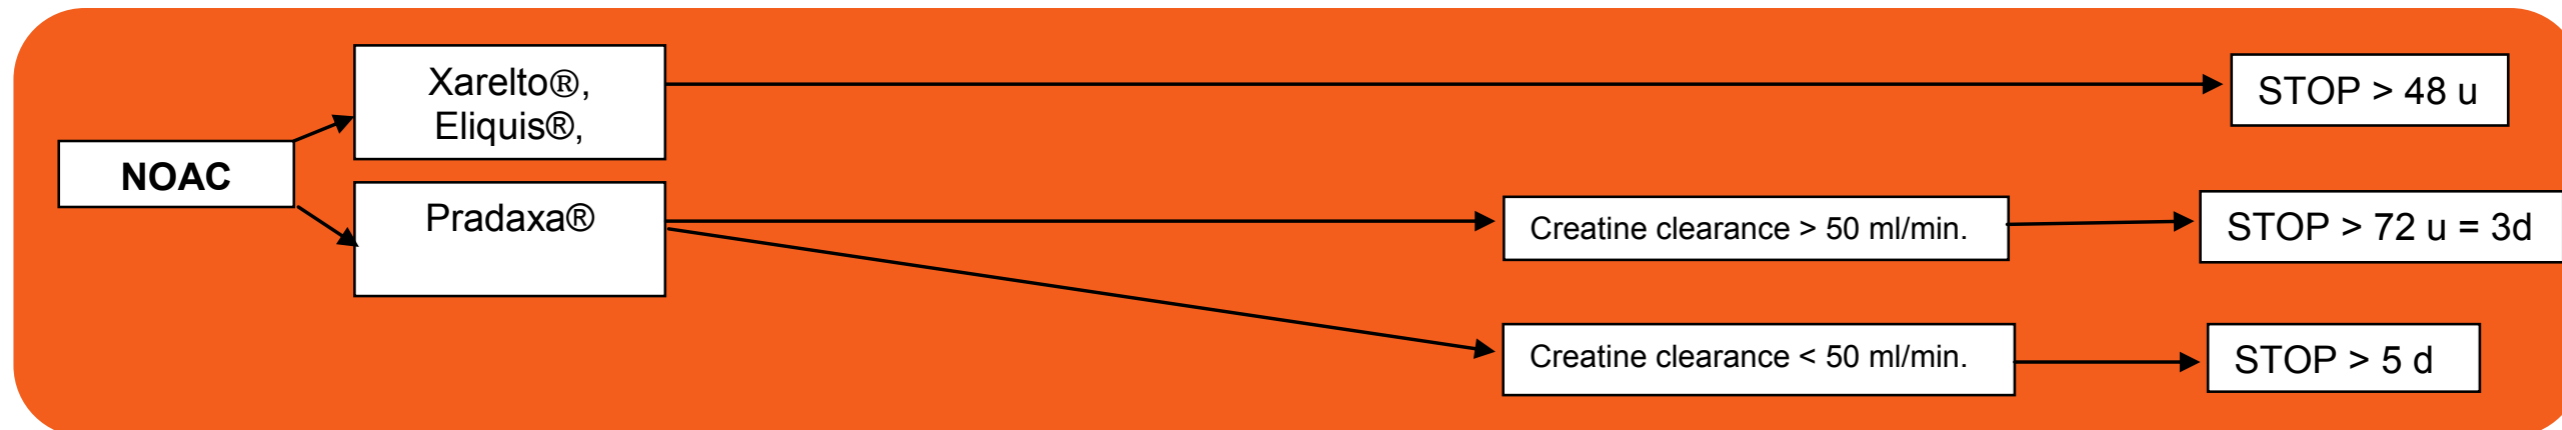 NOAC
Xarelto®,
Eliquis®,
STOP > 48 u
Pradaxa®
Creatine clearance > 50 ml/min.
STOP > 72 u = 3d
Creatine clearance < 50 ml/min.
STOP > 5 d